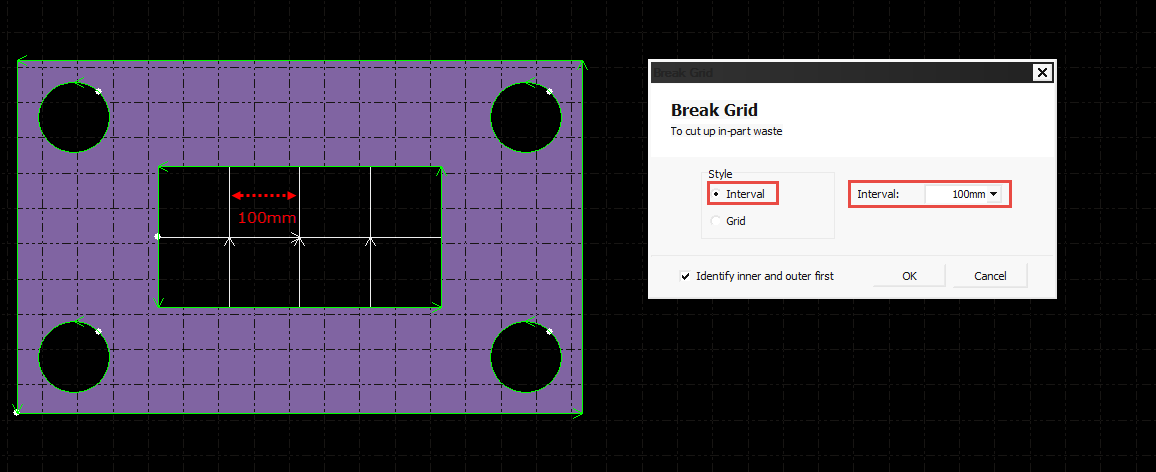 Break Grid
Break Grid
To cut up in-part waste
Style
Interval
Interval: 100mm
100mm
Grid
Identify inner and outer first
OK
Cancel